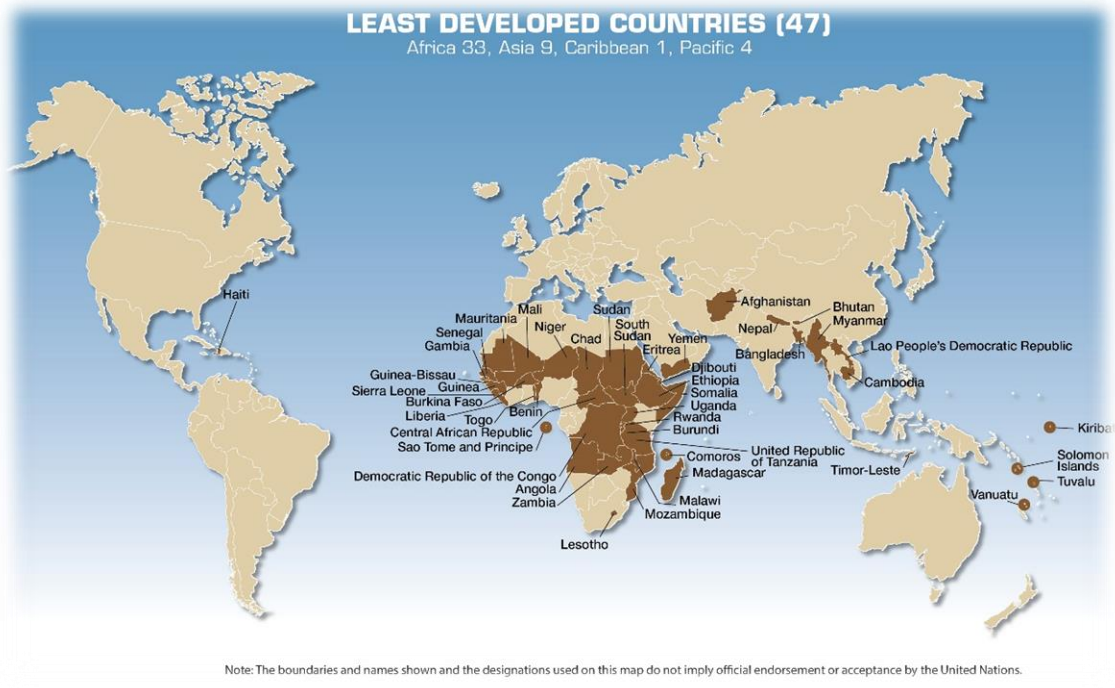 LEAST DEVELOPED COUNTRIES (47)
Africa 33, Asia 9, Caribbean 1, Pacific 4
Haiti
Mauritania
Mali
Niger
Chad
Sudan
South
Sudan
Eritrea
Yemen
Senegal
Gambia
Guinea-Bissau
Guinea
Sierra Leone
Burkina Faso
Liberia
Togo
Benin
Central African Republic
Sao Tome and Principe
Democratic Republic of the Congo
Angola
Zambia
Lesotho
Djibouti
Ethiopia
Somalia
Uganda
Rwanda
Burundi
United Republic
of Tanzania
Comoros
Madagascar
Malawi
Mozambique
Afghanistan
Nepal
Bhutan
Myanmar
Bangladesh
Lao People's Democratic Republic
Cambodia
Timor-Leste
Kiribat
Solomon
Islands
Tuvalu
Vanuatu
Note: The boundaries and names shown and the designations used on this map do not imply official endorsement or acceptance by the United Nations.